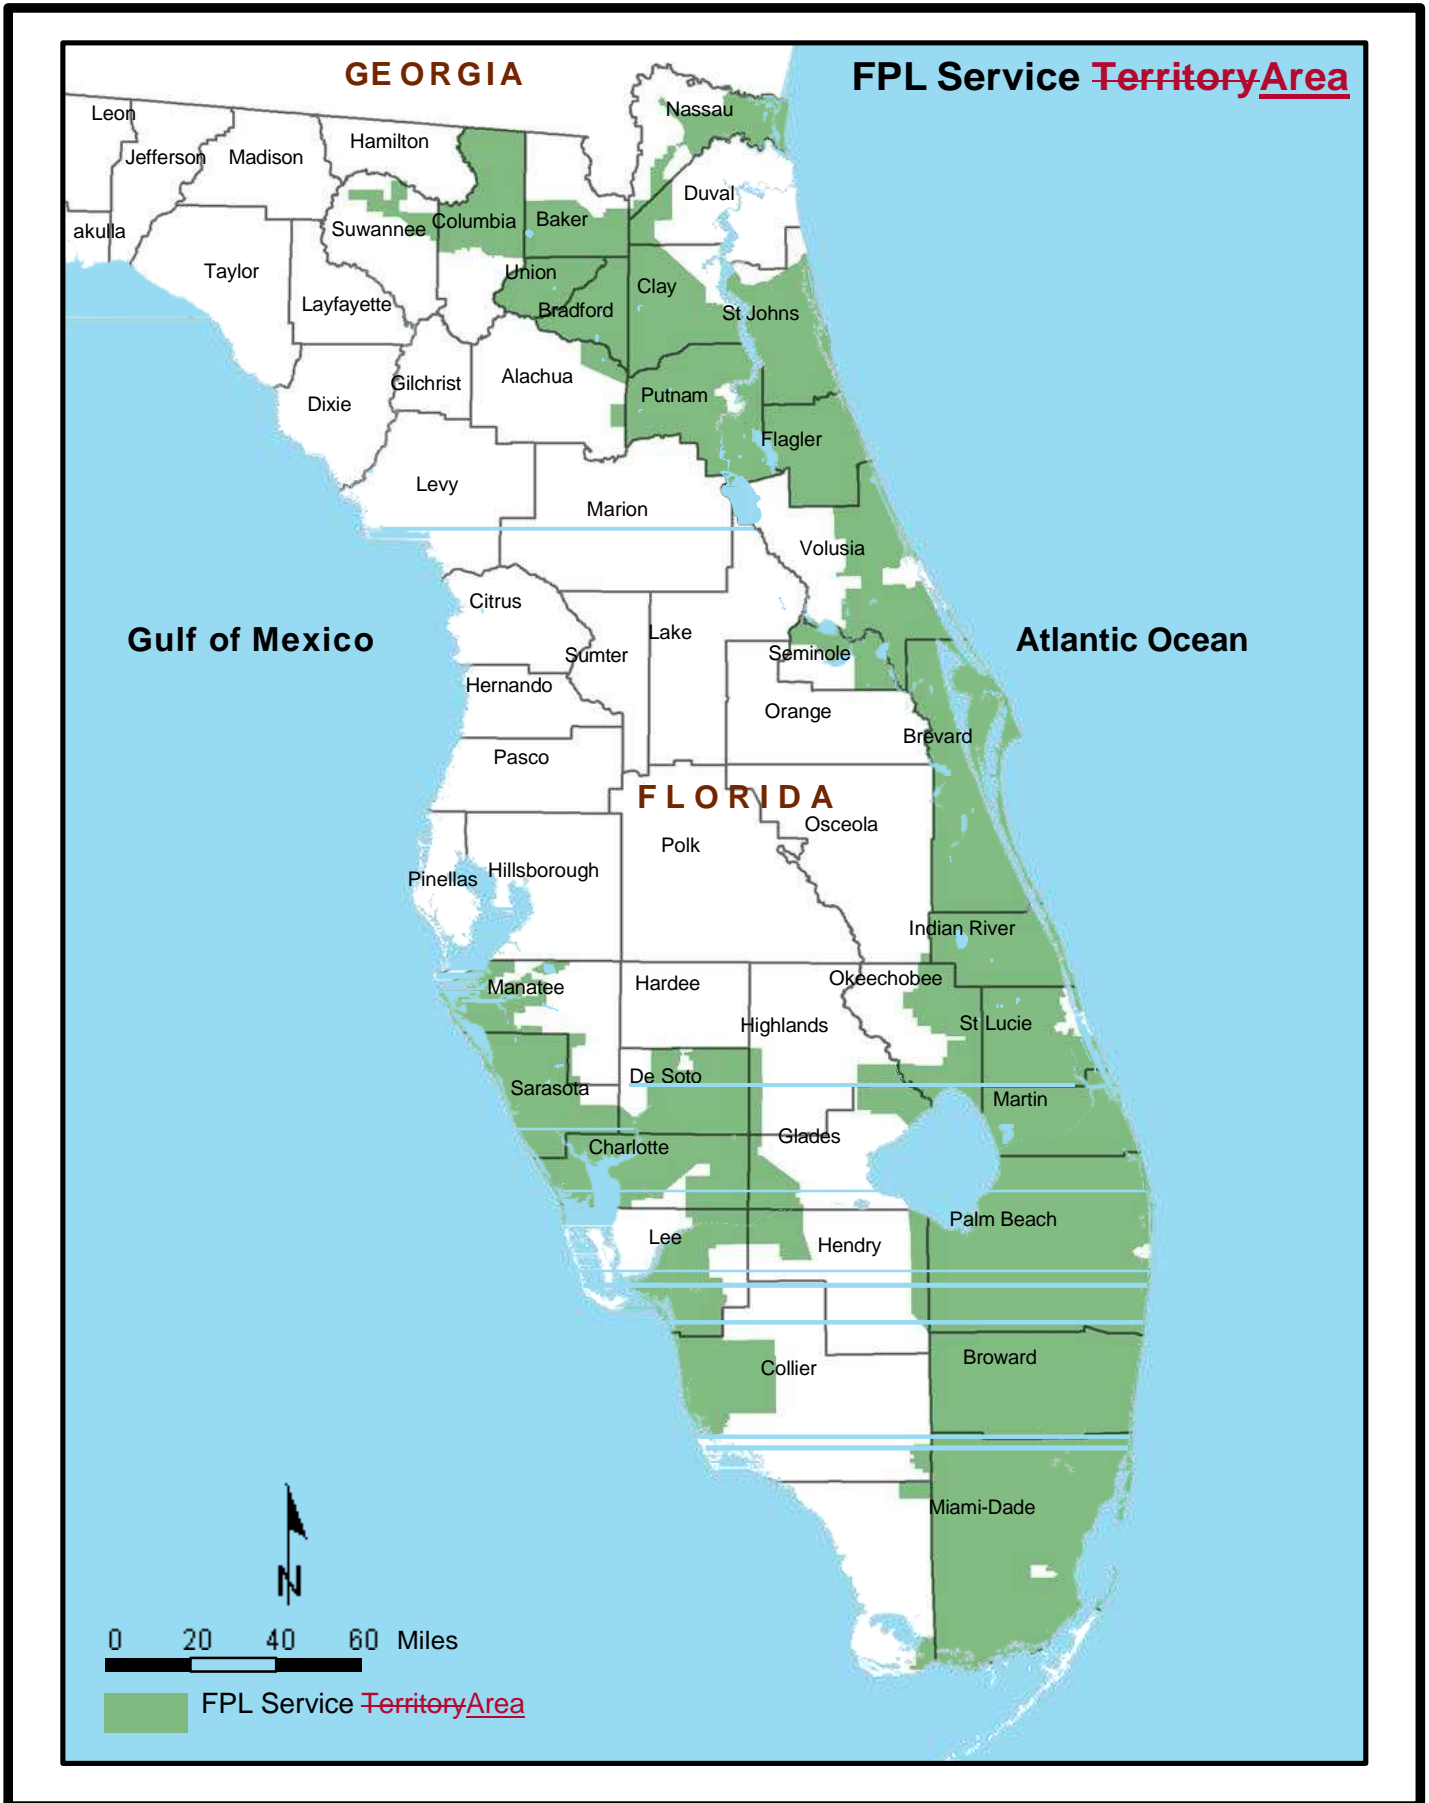 GEORGIA
FPL Service TerritoryArea
Leon
Nassau
Hamilton
Jefferson
Madison
Duval
akulla
Suwannee
Columbia
Baker
Taylor
Union
Layfayette
Clay
Bradford
St Johns
Gilchrist
Alachua
Putnam
Dixie
Flagler
Levy
Marion
Volusia
Citrus
Gulf of Mexico
Lake
Atlantic Ocean
Sumter
Seminole
Hernando
Orange
Brevard
Pasco
FLORIDA
Osceola
Polk
Hillsborough
Pinellas
Indian River
Okeechobee
Manatee
Hardee
Highlands
St Lucie
De Soto
Sarasota
Martin
Glades
Charlotte
Palm Beach
Lee
Hendry
Broward
Collier
Miami-Dade
N
0 20 40 60 Miles
FPL Service TerritoryArea